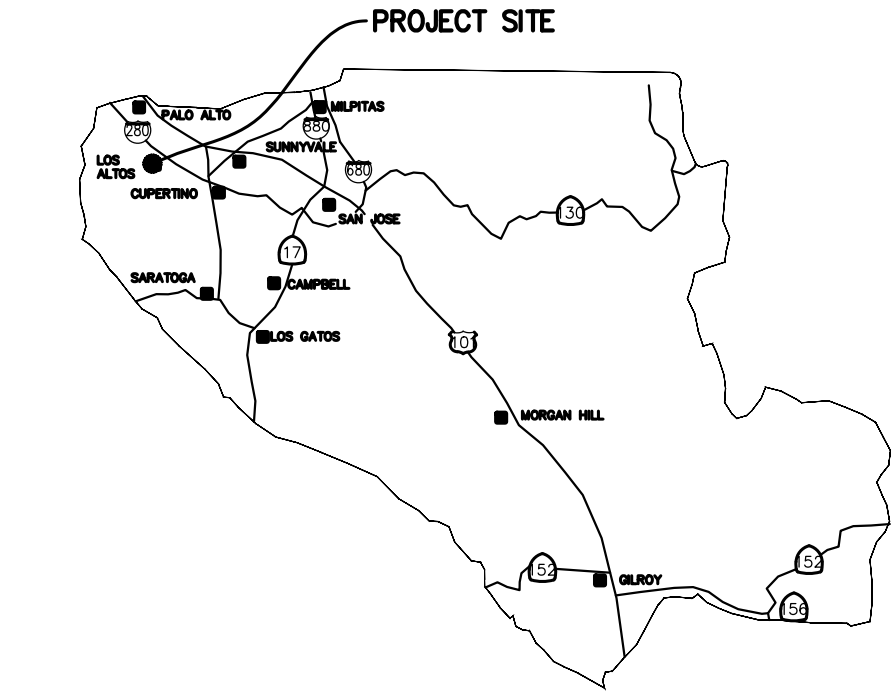 PROJECT SITE
PALO ALTO
MILPITAS
280
880
SUNNYVALE
LOS
ALTOS
680
CUPERTINO
130
SAN JOSE
17
SARATOGA
CAMPBELL
LOS GATOS
101
MORGAN HILL
152
152
GILROY
156